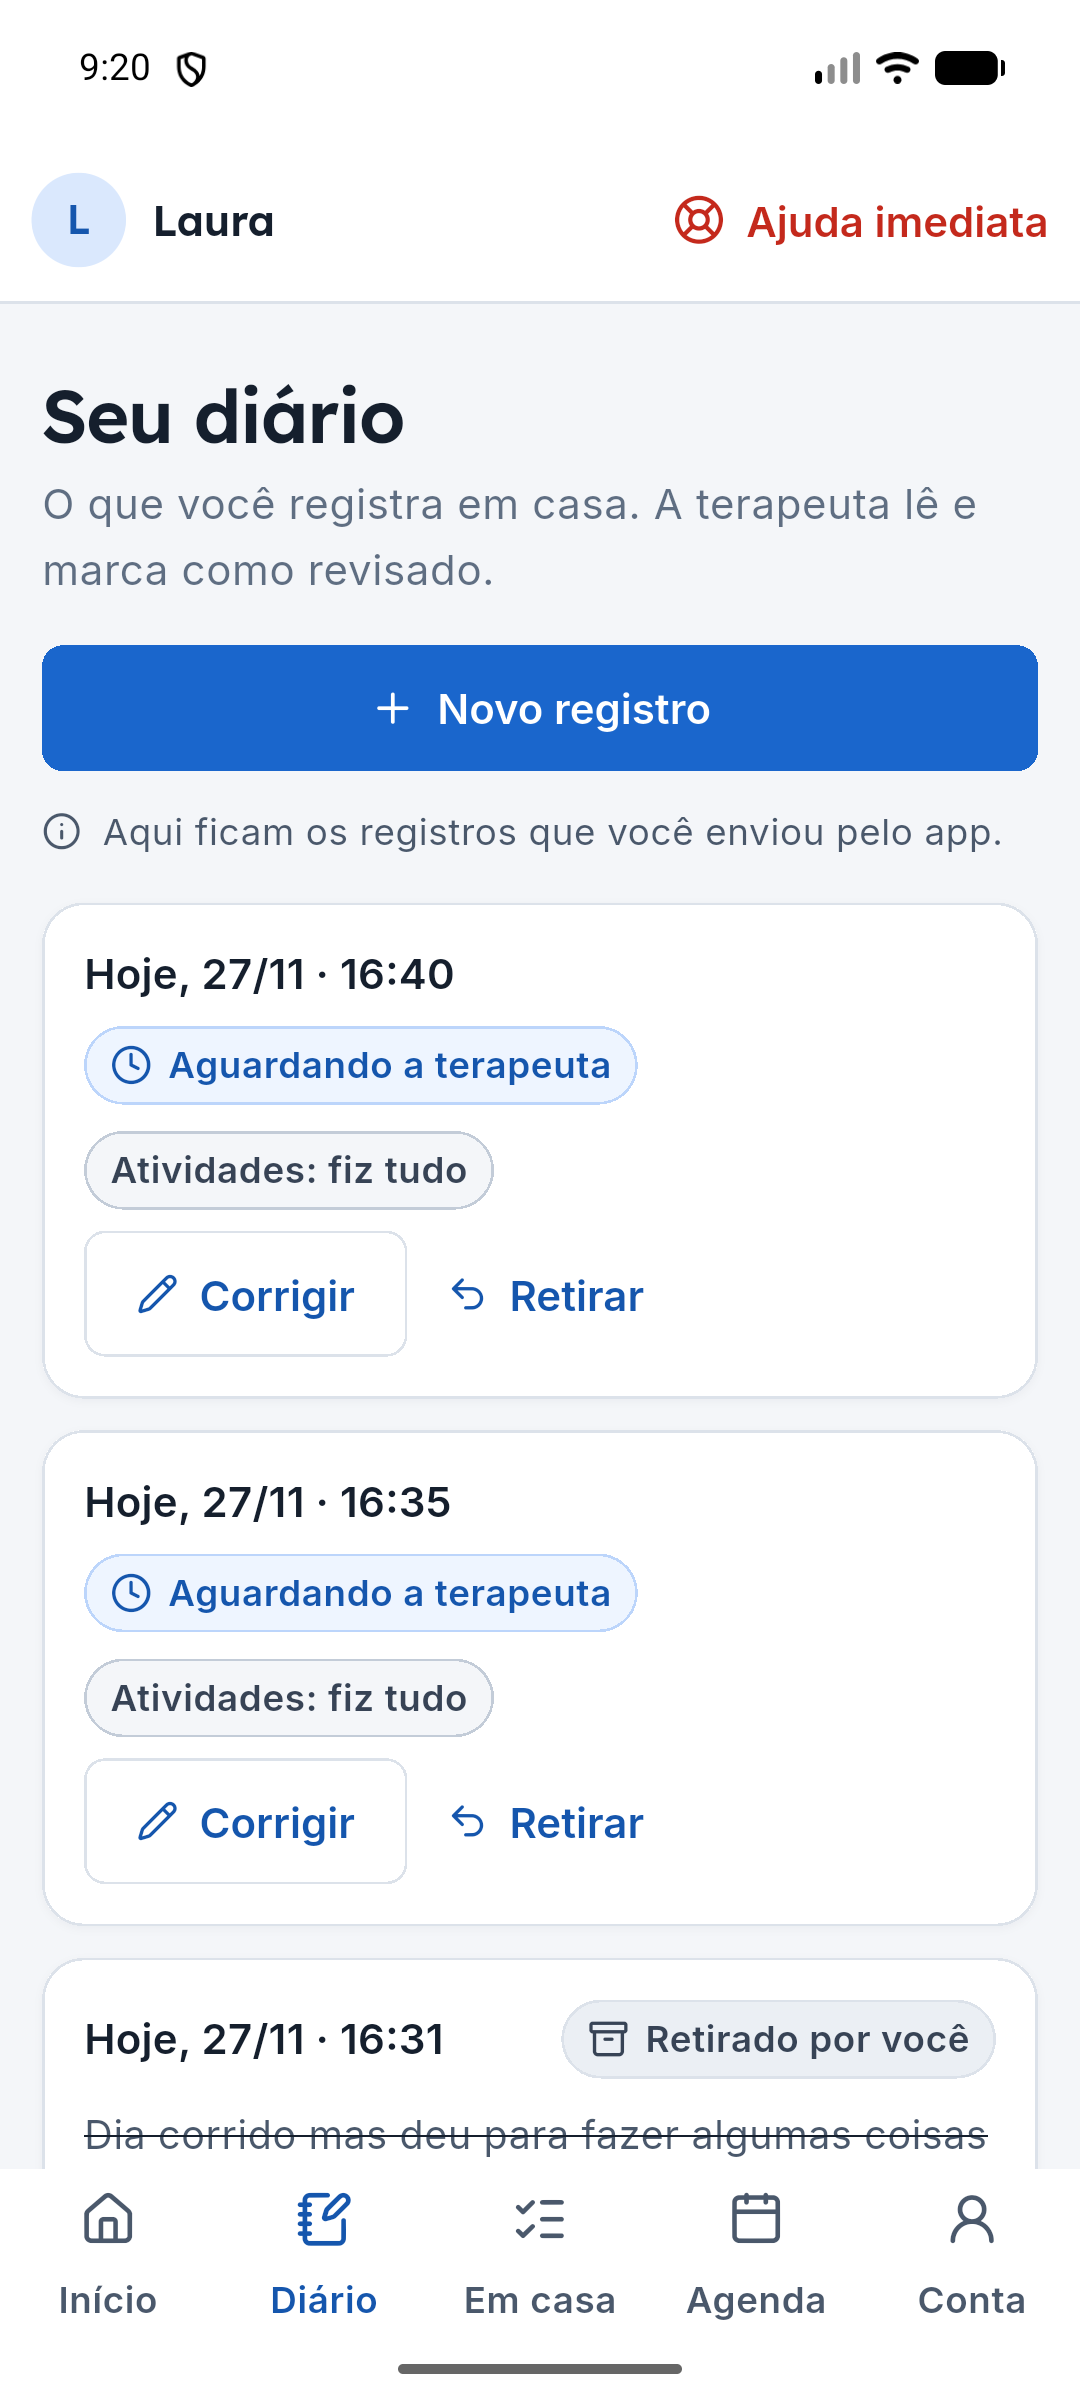 9:20
L
Laura
Ajuda imediata
Seu diário
O que você registra em casa. A terapeuta lê e
marca como revisado.
Novo registro
Aqui ficam os registros que você enviou pelo app.
Hoje, 27/11 · 16:40
Aguardando a terapeuta
Atividades: fiz tudo
Corrigir
Retirar
Hoje, 27/11 · 16:35
Aguardando a terapeuta
Atividades: fiz tudo
Corrigir
Retirar
Hoje, 27/11 · 16:31
Retirado por você
Dia corrido mas deu para fazer algumas coisas
Início
Diário
Em casa
Agenda
Conta